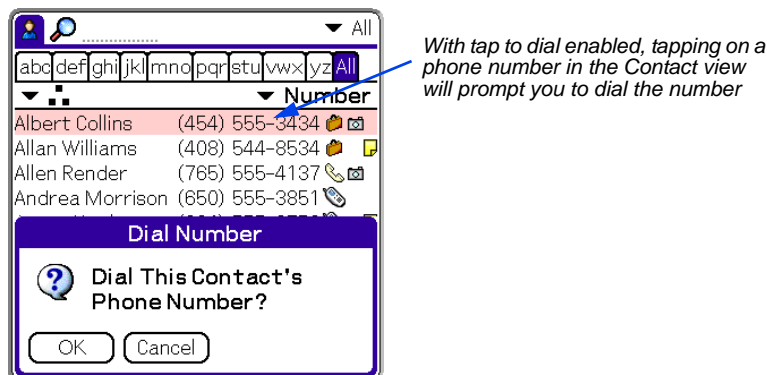 All
abc def ghi jkl mno pqr stu vwx yz All
Number
Albert Collins (454) 555-3434
Allan Williams (408) 544-8534
Allen Render (765) 555-4137
Andrea Morrison (650) 555-3851
Dial Number
Dial This Contact's
Phone Number?
OK Cancel
With tap to dial enabled, tapping on a
phone number in the Contact view
will prompt you to dial the number